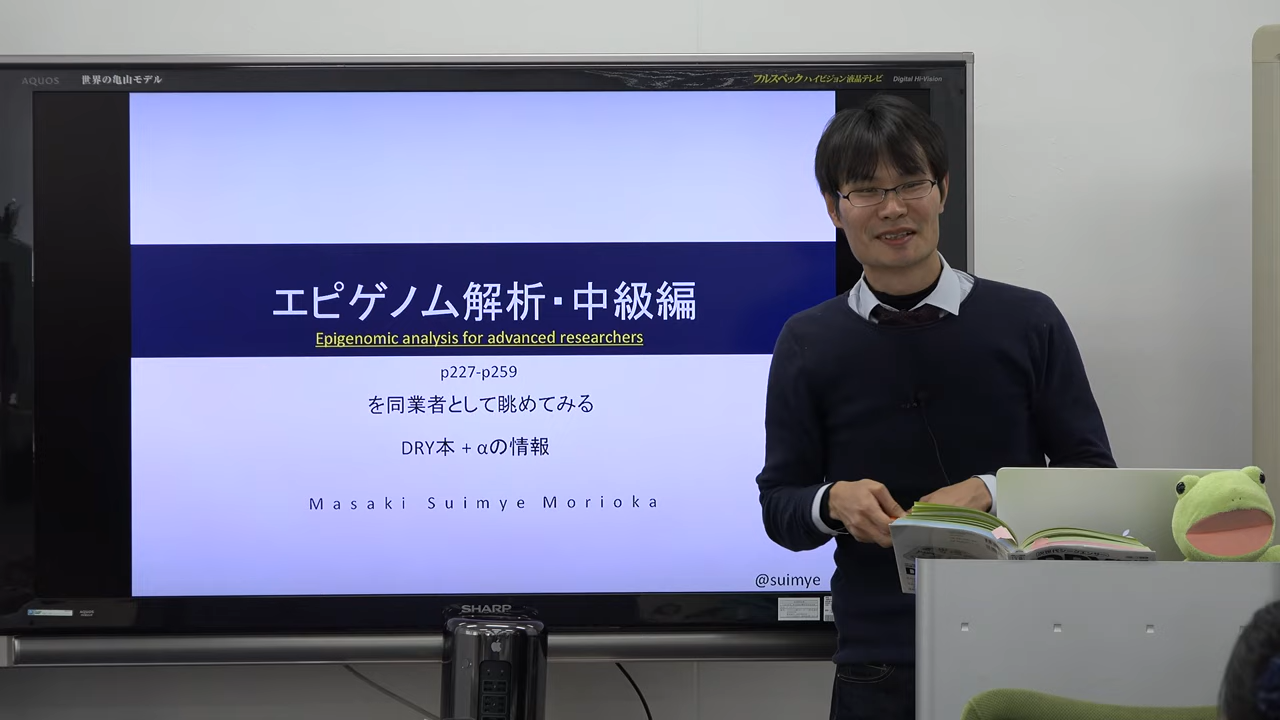 AQUOS 世界の亀山モデル フルスペックハイビジョン液晶テレビ Digital Hi-Vision
エピゲノム解析・中級編
Epigenomic analysis for advanced researchers
p227-p259
を同業者として眺めてみる
DRY本 + αの情報
Masaki Suimye Morioka
@suimye
SHARP